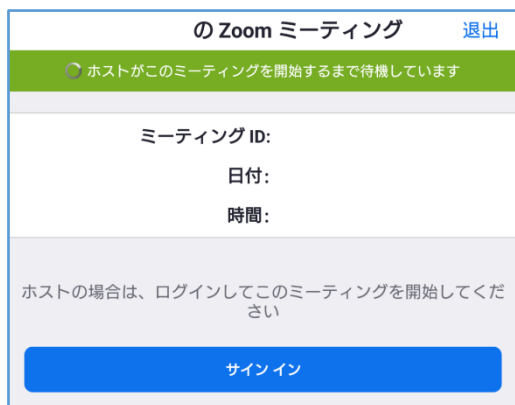 の Zoom ミーティング 退出
ホストがこのミーティングを開始するまで待機しています
ミーティング ID:
日付:
時間:
ホストの場合は、ログインしてこのミーティングを開始してくだ
さい
サイン イン